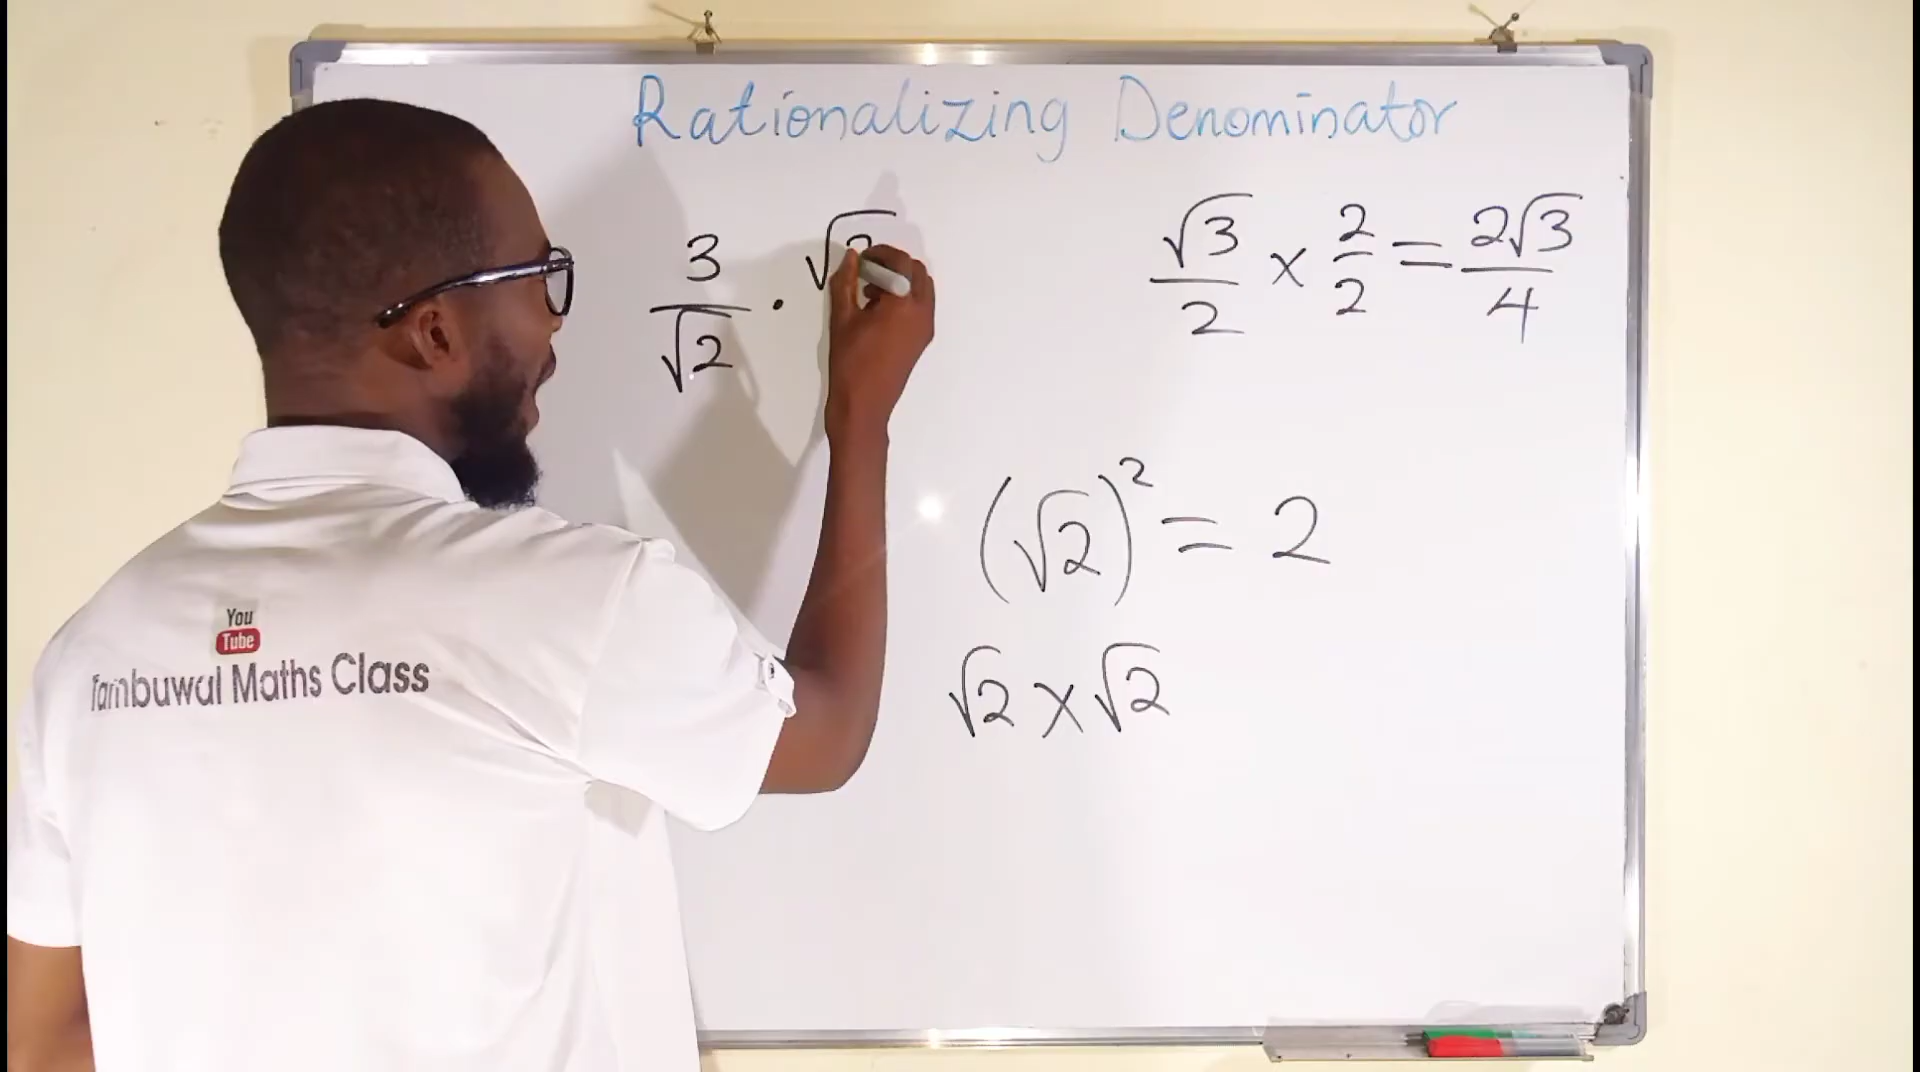 Rationalizing Denominator
3/√2 · √2
√3/2 × 2/2 = 2√3/4
(√2)² = 2
√2 × √2
You
Tube
Tambuwal Maths Class